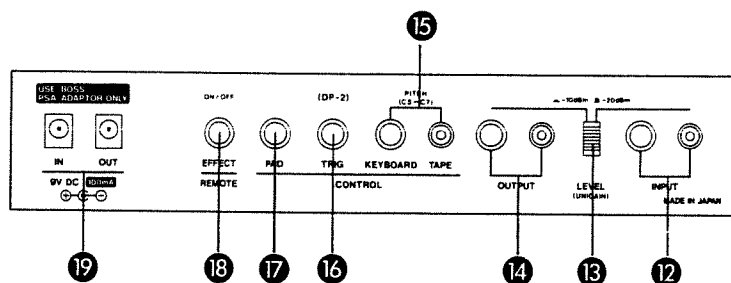 15
USE BOSS
PSA ADAPTOR ONLY
ON/OFF
(DP-2)
PITCH
(C5~C7)
-10dBm -20dBm
IN OUT
EFFECT PAD TRIG KEYBOARD TAPE
OUTPUT LEVEL INPUT
9V DC
REMOTE CONTROL
(UNIGAIN)
MADE IN JAPAN
19 18 17 16 14 13 12